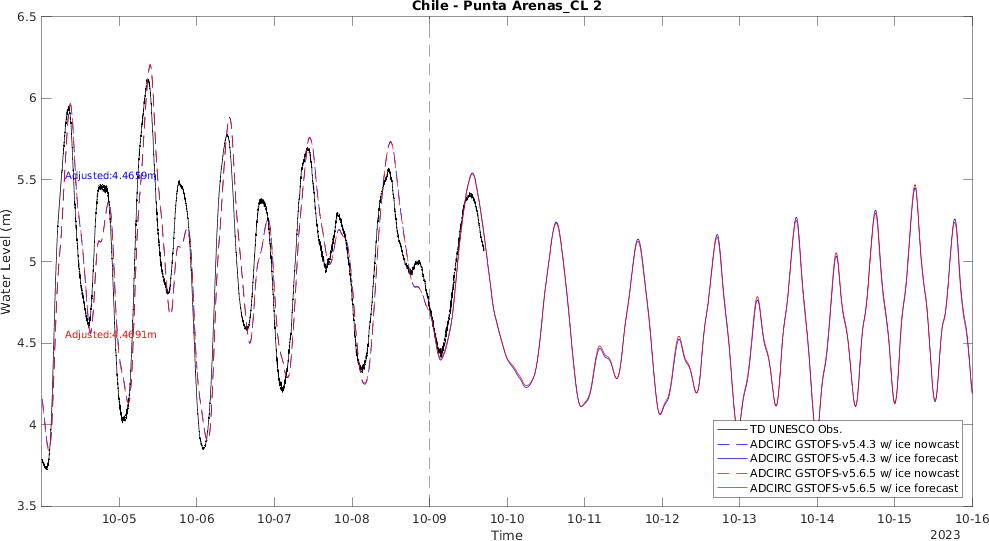 Chile - Punta Arenas_CL 2
6.5
6
5.5
5
4.5
4
3.5
Water Level (m)
Adjusted:4.4659m
Adjusted:4.4691m
10-05
10-06
10-07
10-08
10-09
10-10
10-11
10-12
10-13
10-14
10-15
10-16
Time
2023
TD UNESCO Obs.
ADCIRC GSTOFS-v5.4.3 w/ ice nowcast
ADCIRC GSTOFS-v5.4.3 w/ ice forecast
ADCIRC GSTOFS-v5.6.5 w/ ice nowcast
ADCIRC GSTOFS-v5.6.5 w/ ice forecast